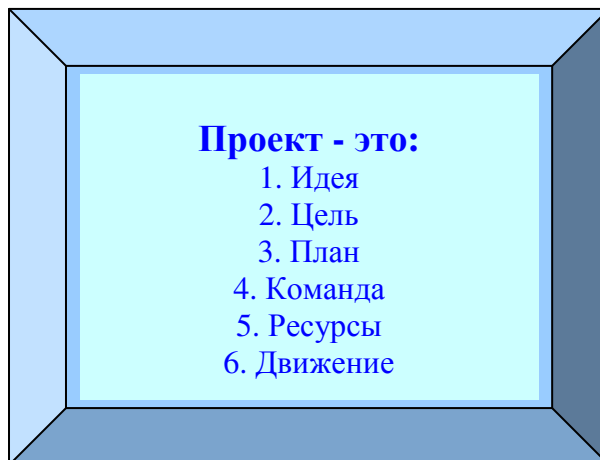 Проект - это:
1. Идея
2. Цель
3. План
4. Команда
5. Ресурсы
6. Движение